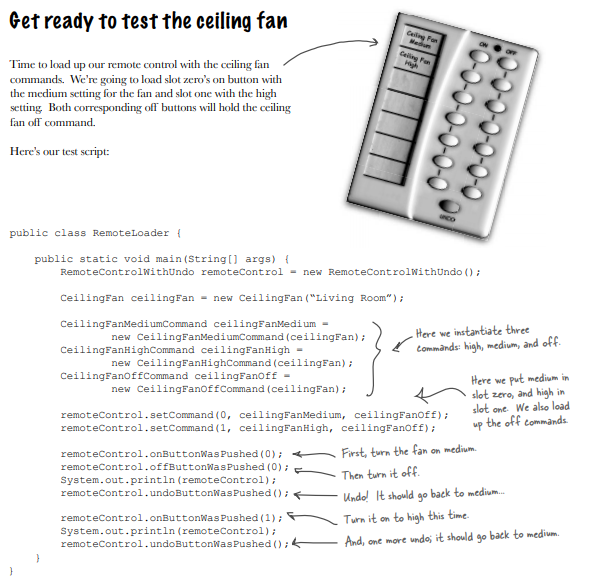 Get ready to test the ceiling fan
Time to load up our remote control with the ceiling fan
commands.  We're going to load slot zero's on button with
the medium setting for the fan and slot one with the high
setting.  Both corresponding off buttons will hold the ceiling
fan off command.
Here's our test script:
Ceiling Fan
Medium
Ceiling Fan
High
ON
OFF
UNDO
public class RemoteLoader {
    public static void main(String[] args) {
        RemoteControlWithUndo remoteControl = new RemoteControlWithUndo();
        CeilingFan ceilingFan = new CeilingFan("Living Room");
        CeilingFanMediumCommand ceilingFanMedium =
                new CeilingFanMediumCommand(ceilingFan);
        CeilingFanHighCommand ceilingFanHigh =
                new CeilingFanHighCommand(ceilingFan);
        CeilingFanOffCommand ceilingFanOff =
                new CeilingFanOffCommand(ceilingFan);
Here we instantiate three
commands: high, medium, and off.
        remoteControl.setCommand(0, ceilingFanMedium, ceilingFanOff);
        remoteControl.setCommand(1, ceilingFanHigh, ceilingFanOff);
Here we put medium in
slot zero, and high in
slot one.  We also load
up the off commands.
        remoteControl.onButtonWasPushed(0);
First, turn the fan on medium.
        remoteControl.offButtonWasPushed(0);
Then turn it off.
        System.out.println(remoteControl);
        remoteControl.undoButtonWasPushed();
Undo!  It should go back to medium...
        remoteControl.onButtonWasPushed(1);
Turn it on to high this time.
        System.out.println(remoteControl);
        remoteControl.undoButtonWasPushed();
And, one more undo; it should go back to medium.
    }
}